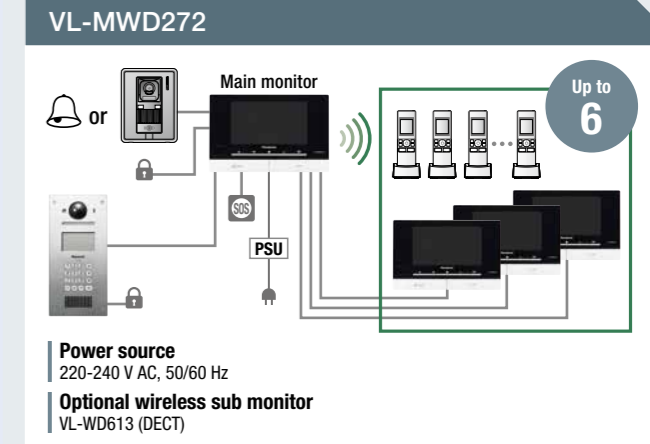 VL-MWD272
Main monitor
Up to
6
or
SOS
PSU
Panasonic
Power source
220-240 V AC, 50/60 Hz
Optional wireless sub monitor
VL-WD613 (DECT)